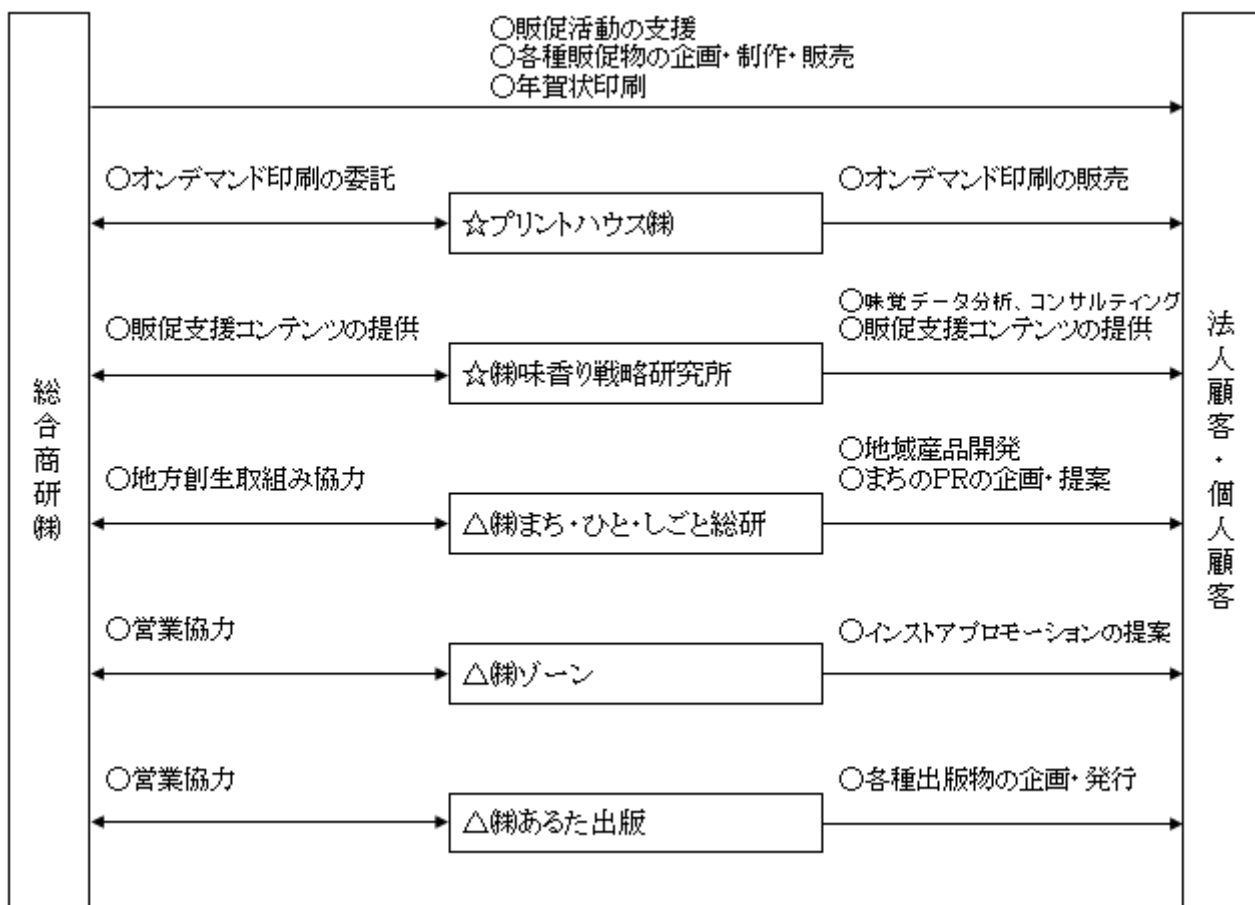 ○販促活動の支援
○各種販促物の企画・制作・販売
○年賀状印刷
○オンデマンド印刷の委託
○オンデマンド印刷の販売
☆プリントハウス㈱
○味覚データ分析、コンサルティング
○販促支援コンテンツの提供
○販促支援コンテンツの提供
☆㈱味香り戦略研究所
総合商研㈱
法人顧客・個人顧客
○地域産品開発
○地方創生取組み協力
○まちのPRの企画・提案
△㈱まち・ひと・しごと総研
○営業協力
○インストアプロモーションの提案
△㈱ゾーン
○営業協力
○各種出版物の企画・発行
△㈱あるた出版